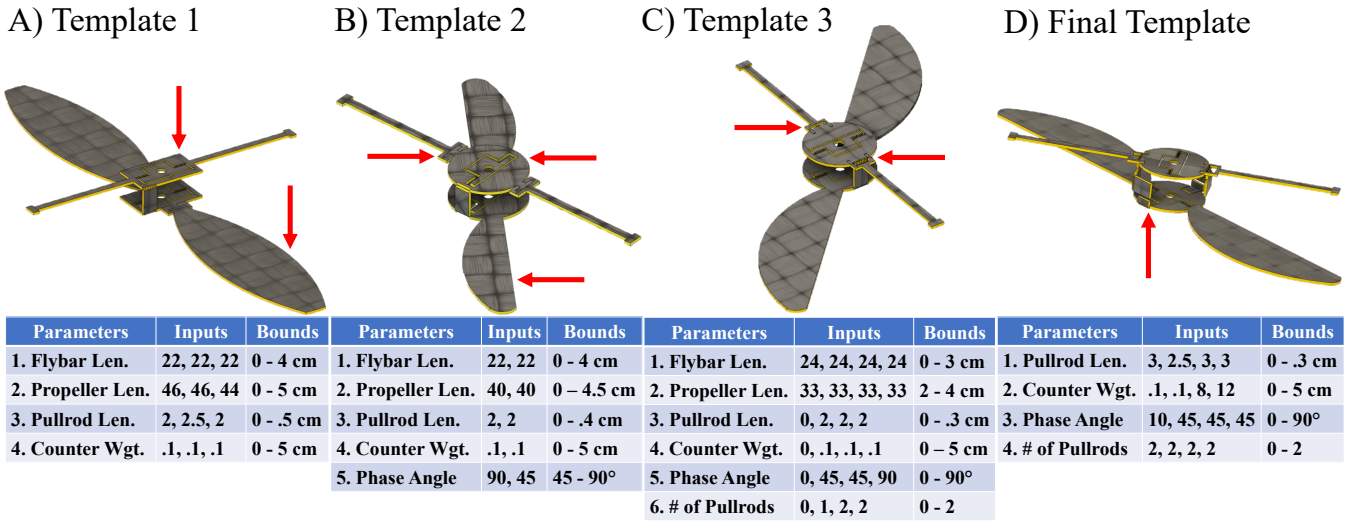 A) Template 1
B) Template 2
C) Template 3
D) Final Template
Parameters Inputs Bounds
1. Flybar Len. 22, 22, 22 0 - 4 cm
2. Propeller Len. 46, 46, 44 0 - 5 cm
3. Pullrod Len. 2, 2.5, 2 0 - .5 cm
4. Counter Wgt. .1, .1, .1 0 - 5 cm
Parameters Inputs Bounds
1. Flybar Len. 22, 22 0 - 4 cm
2. Propeller Len. 40, 40 0 – 4.5 cm
3. Pullrod Len. 2, 2 0 - .4 cm
4. Counter Wgt. .1, .1 0 - 5 cm
5. Phase Angle 90, 45 45 - 90°
Parameters Inputs Bounds
1. Flybar Len. 24, 24, 24, 24 0 - 3 cm
2. Propeller Len. 33, 33, 33, 33 2 - 4 cm
3. Pullrod Len. 0, 2, 2, 2 0 - .3 cm
4. Counter Wgt. 0, .1, .1, .1 0 – 5 cm
5. Phase Angle 0, 45, 45, 90 0 - 90°
6. # of Pullrods 0, 1, 2, 2 0 - 2
Parameters Inputs Bounds
1. Pullrod Len. 3, 2.5, 3, 3 0 - .3 cm
2. Counter Wgt. .1, .1, 8, 12 0 - 5 cm
3. Phase Angle 10, 45, 45, 45 0 - 90°
4. # of Pullrods 2, 2, 2, 2 0 - 2